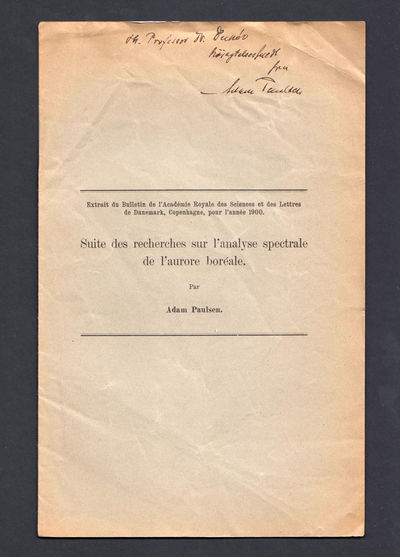 Hr. Professor Dr.
fra
Adam Paulsen
Extrait du Bulletin de l'Académie Royale des Sciences et des Lettres
de Danemark, Copenhague, pour l'année 1900.
Suite des recherches sur l'analyse spectrale
de l'aurore boréale.
Par
Adam Paulsen.